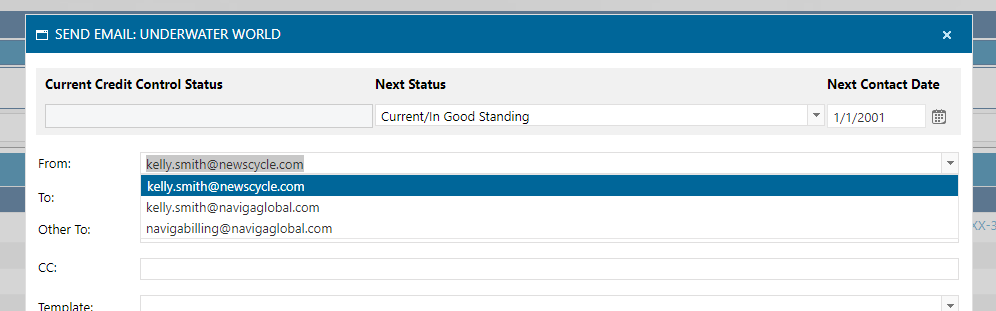 SEND EMAIL: UNDERWATER WORLD
Current Credit Control Status Next Status Next Contact Date
Current/In Good Standing 1/1/2001
From: kelly.smith@newscycle.com
kelly.smith@newscycle.com
To: kelly.smith@navigaglobal.com
Other To: navigabilling@navigaglobal.com
XX-3
CC:
Template: